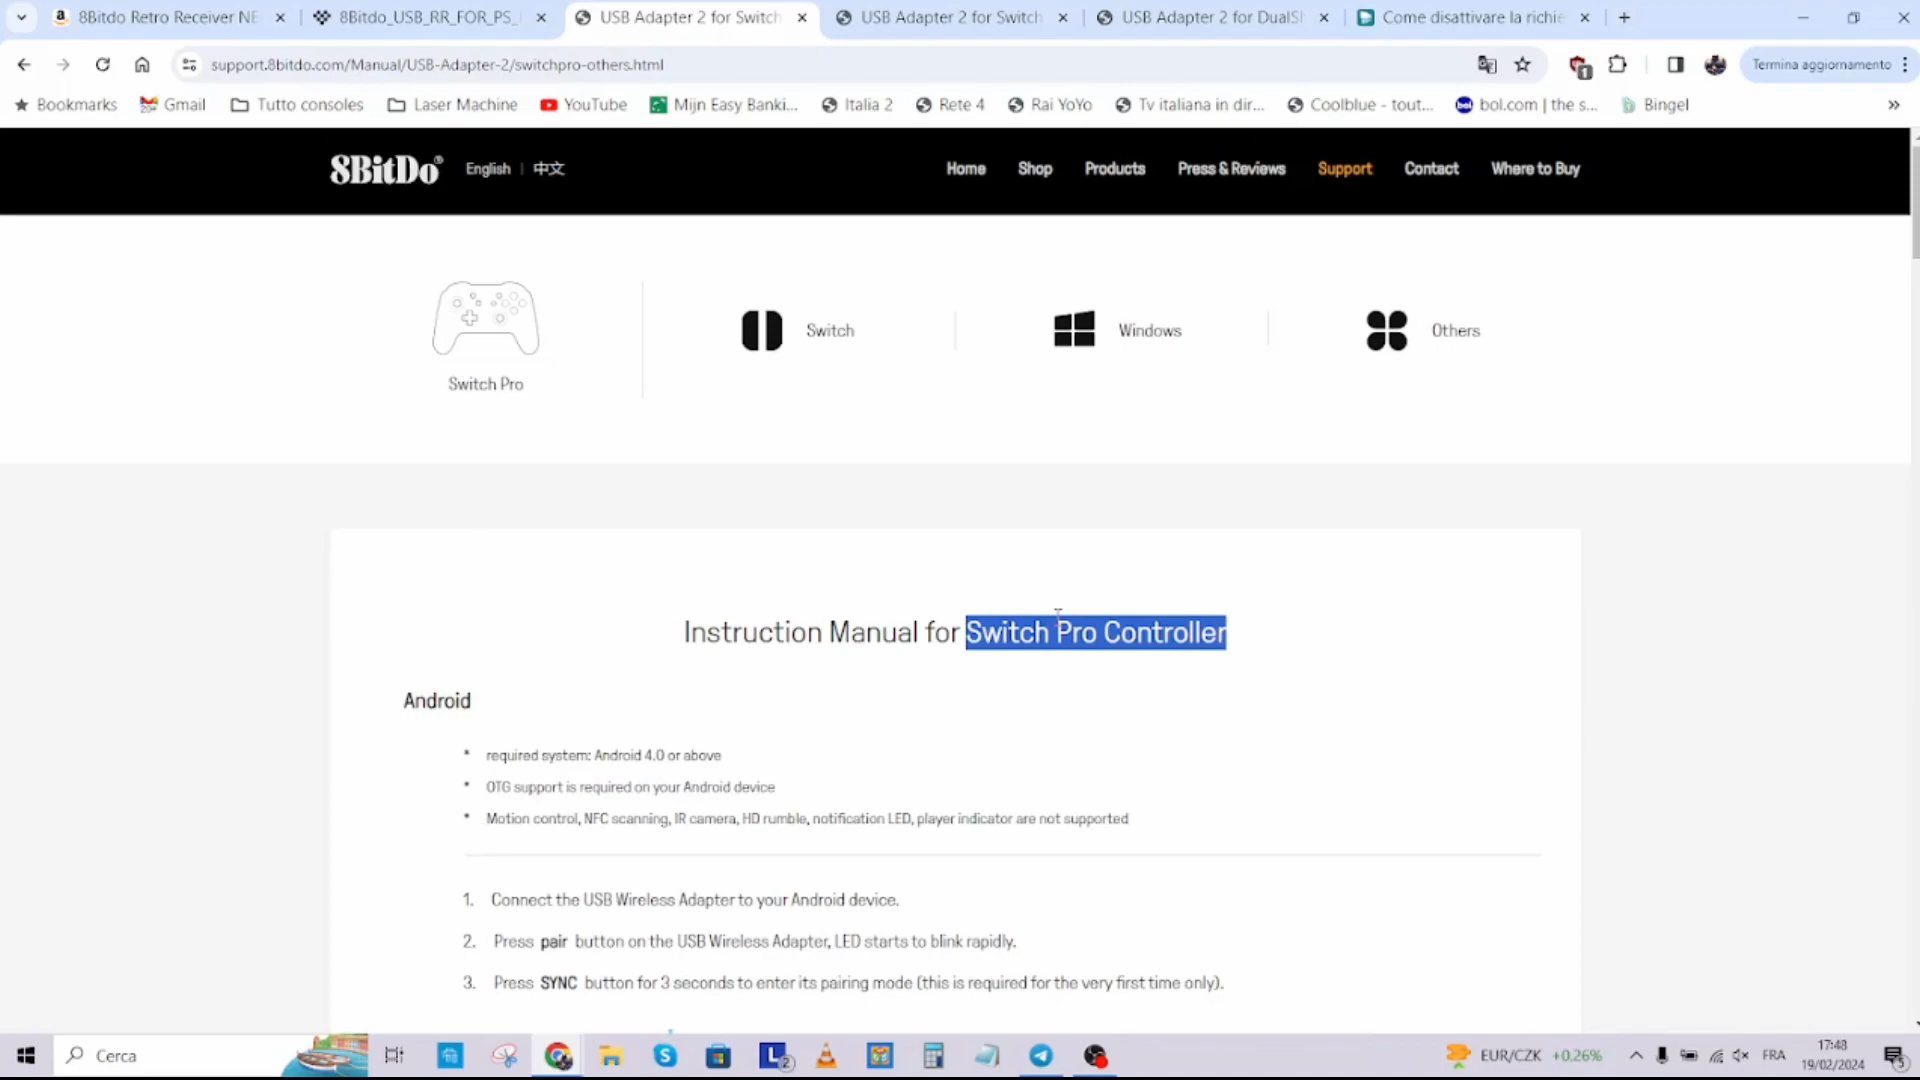 8Bitdo Retro Receiver NE
8Bitdo_USB_RR_FOR_PS_
USB Adapter 2 for Switch
USB Adapter 2 for Switch
USB Adapter 2 for DualSh
Come disattivare la richie
support.8bitdo.com/Manual/USB-Adapter-2/switchpro-others.html
Termina aggiornamento
Bookmarks
Gmail
Tutto consoles
Laser Machine
YouTube
Mijn Easy Banki...
Italia 2
Rete 4
Rai YoYo
Tv italiana in dir...
Coolblue - tout...
bol.com | the s...
Bingel
8BitDo®
English | 中文
Home
Shop
Products
Press & Reviews
Support
Contact
Where to Buy
Switch Pro
Switch
Windows
Others
Instruction Manual for Switch Pro Controller
Android
* required system: Android 4.0 or above
* OTG support is required on your Android device
* Motion control, NFC scanning, IR camera, HD rumble, notification LED, player indicator are not supported
1. Connect the USB Wireless Adapter to your Android device.
2. Press pair button on the USB Wireless Adapter, LED starts to blink rapidly.
3. Press SYNC button for 3 seconds to enter its pairing mode (this is required for the very first time only).
Cerca
EUR/CZK +0,26%
FRA
17:48
19/02/2024